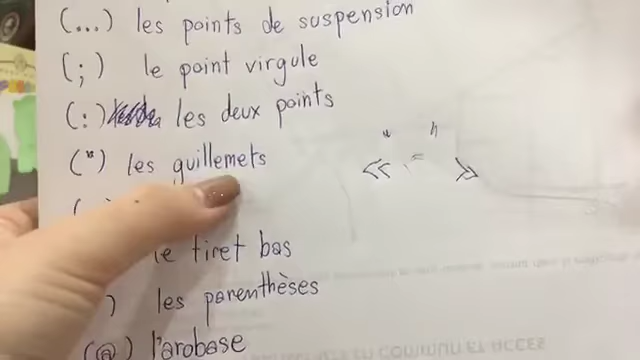 (...) les points de suspension
(;) le point virgule
(:) les deux points
(") les guillemets
" "
<< = >>
(
le tiret bas
) les parenthèses
(@) l'arobase